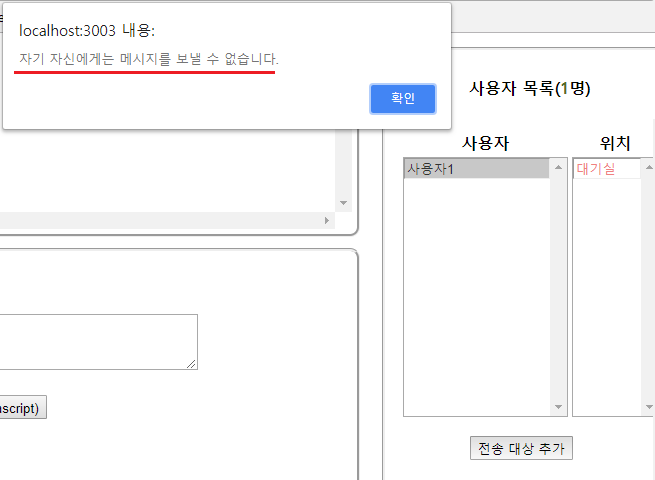 localhost:3003 내용:
자기 자신에게는 메시지를 보낼 수 없습니다.
확인
사용자 목록(1명)
사용자 위치
사용자1 대기실
nscript)
전송 대상 추가